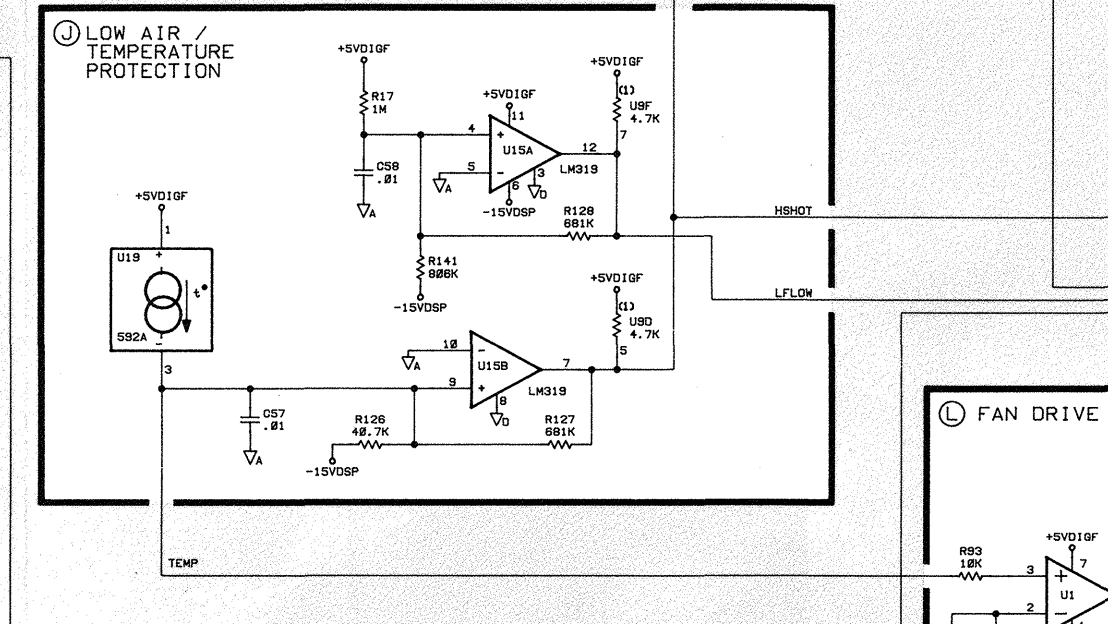 J LOW AIR /
TEMPERATURE
PROTECTION
+5VDIGF
R17
1M
C58
.01
A
+5VDIGF
11
4
+
U15A
5
-
A
6
3
D
-15VDSP
12
LM319
+5VDIGF
(1)
U9F
4.7K
7
R128
681K
HSHOT
LFLOW
R141
806K
-15VDSP
+5VDIGF
1
U19
+
t°
592A
-
3
+5VDIGF
(1)
U9D
4.7K
5
10
-
U15B
A
9
+
7
LM319
8
D
C57
.01
A
R126
40.7K
-15VDSP
R127
681K
TEMP
L FAN DRIVE
+5VDIGF
7
R93
10K
3
+
U1
2
-